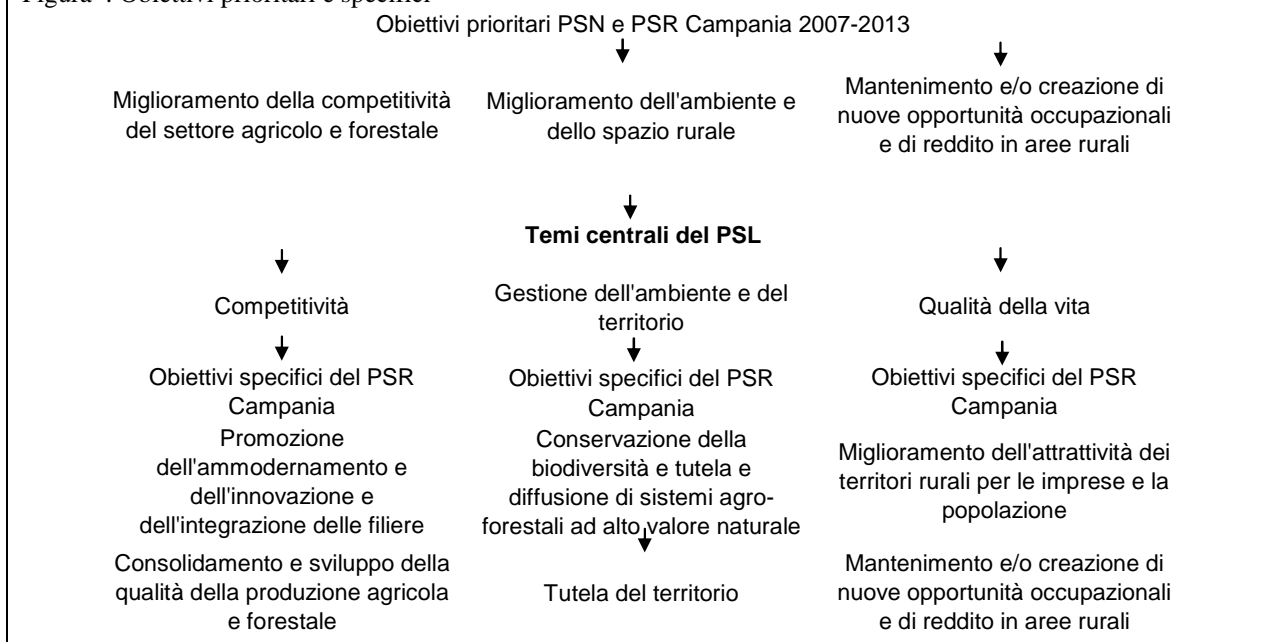 Obiettivi prioritari e specifici
Obiettivi prioritari PSN e PSR Campania 2007-2013
Miglioramento della competitività
del settore agricolo e forestale
Miglioramento dell'ambiente e
dello spazio rurale
Mantenimento e/o creazione di
nuove opportunità occupazionali
e di reddito in aree rurali
Temi centrali del PSL
Competitività
Gestione dell'ambiente e del
territorio
Qualità della vita
Obiettivi specifici del PSR
Campania
Promozione
dell'ammodernamento e
dell'innovazione e
dell'integrazione delle filiere
Obiettivi specifici del PSR
Campania
Conservazione della
biodiversità e tutela e
diffusione di sistemi agro-
forestali ad alto valore naturale
Obiettivi specifici del PSR
Campania
Miglioramento dell'attrattività dei
territori rurali per le imprese e la
popolazione
Consolidamento e sviluppo della
qualità della produzione agricola
e forestale
Tutela del territorio
Mantenimento e/o creazione di
nuove opportunità occupazionali
e di reddito in aree rurali